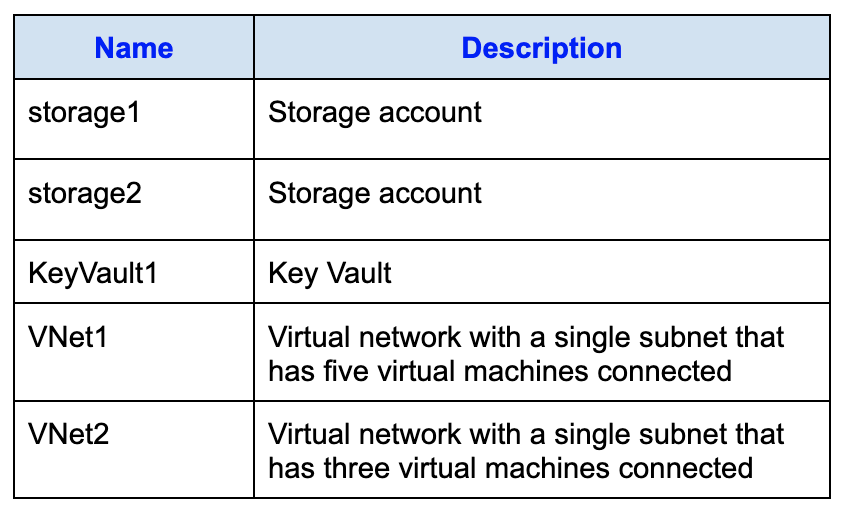 Name Description
storage1 Storage account
storage2 Storage account
KeyVault1 Key Vault
VNet1 Virtual network with a single subnet that
has five virtual machines connected
VNet2 Virtual network with a single subnet that
has three virtual machines connected